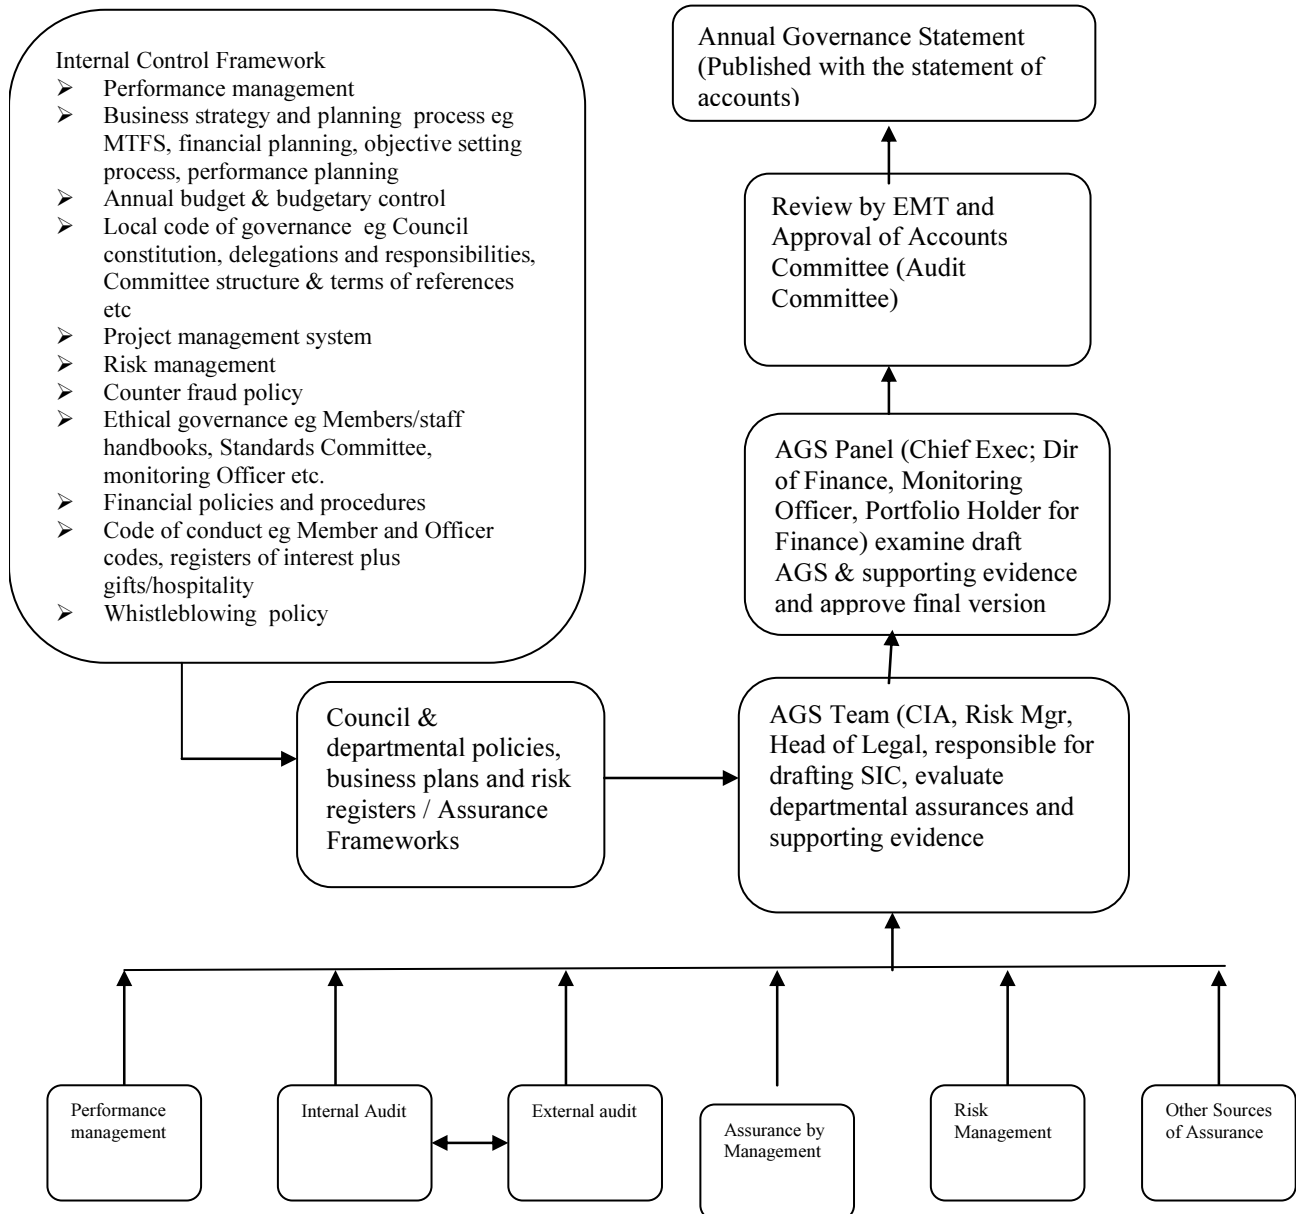 Internal Control Framework
➢ Performance management
➢ Business strategy and planning process eg
MTFS, financial planning, objective setting
process, performance planning
➢ Annual budget & budgetary control
➢ Local code of governance eg Council
constitution, delegations and responsibilities,
Committee structure & terms of references
etc
➢ Project management system
➢ Risk management
➢ Counter fraud policy
➢ Ethical governance eg Members/staff
handbooks, Standards Committee,
monitoring Officer etc.
➢ Financial policies and procedures
➢ Code of conduct eg Member and Officer
codes, registers of interest plus
gifts/hospitality
➢ Whistleblowing policy
Annual Governance Statement
(Published with the statement of
accounts)
Review by EMT and
Approval of Accounts
Committee (Audit
Committee)
AGS Panel (Chief Exec; Dir
of Finance, Monitoring
Officer, Portfolio Holder for
Finance) examine draft
AGS & supporting evidence
and approve final version
Council &
departmental policies,
business plans and risk
registers / Assurance
Frameworks
AGS Team (CIA, Risk Mgr,
Head of Legal, responsible for
drafting SIC, evaluate
departmental assurances and
supporting evidence
Performance
management
Internal Audit
External audit
Assurance by
Management
Risk
Management
Other Sources
of Assurance